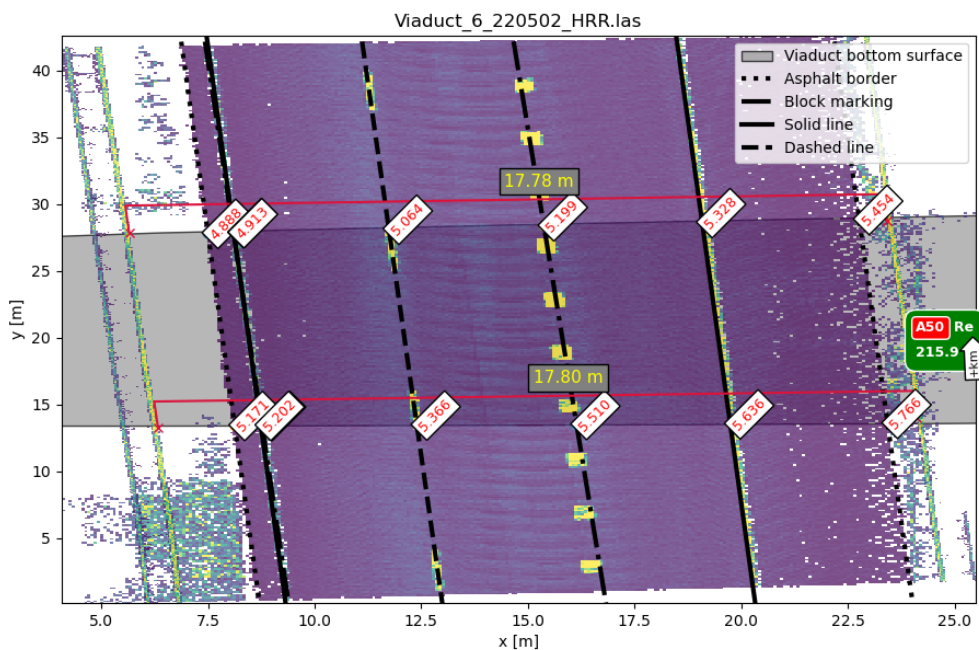 Viaduct_6_220502_HRR.las
Viaduct bottom surface
Asphalt border
Block marking
Solid line
Dashed line
40
35
30
25
20
15
10
5
y [m]
17.78 m
4.888
4.913
5.064
5.199
5.328
5.454
A50 Re
215.9
+km
17.80 m
5.171
5.202
5.366
5.510
5.636
5.766
5.0
7.5
10.0
12.5
15.0
17.5
20.0
22.5
25.0
x [m]